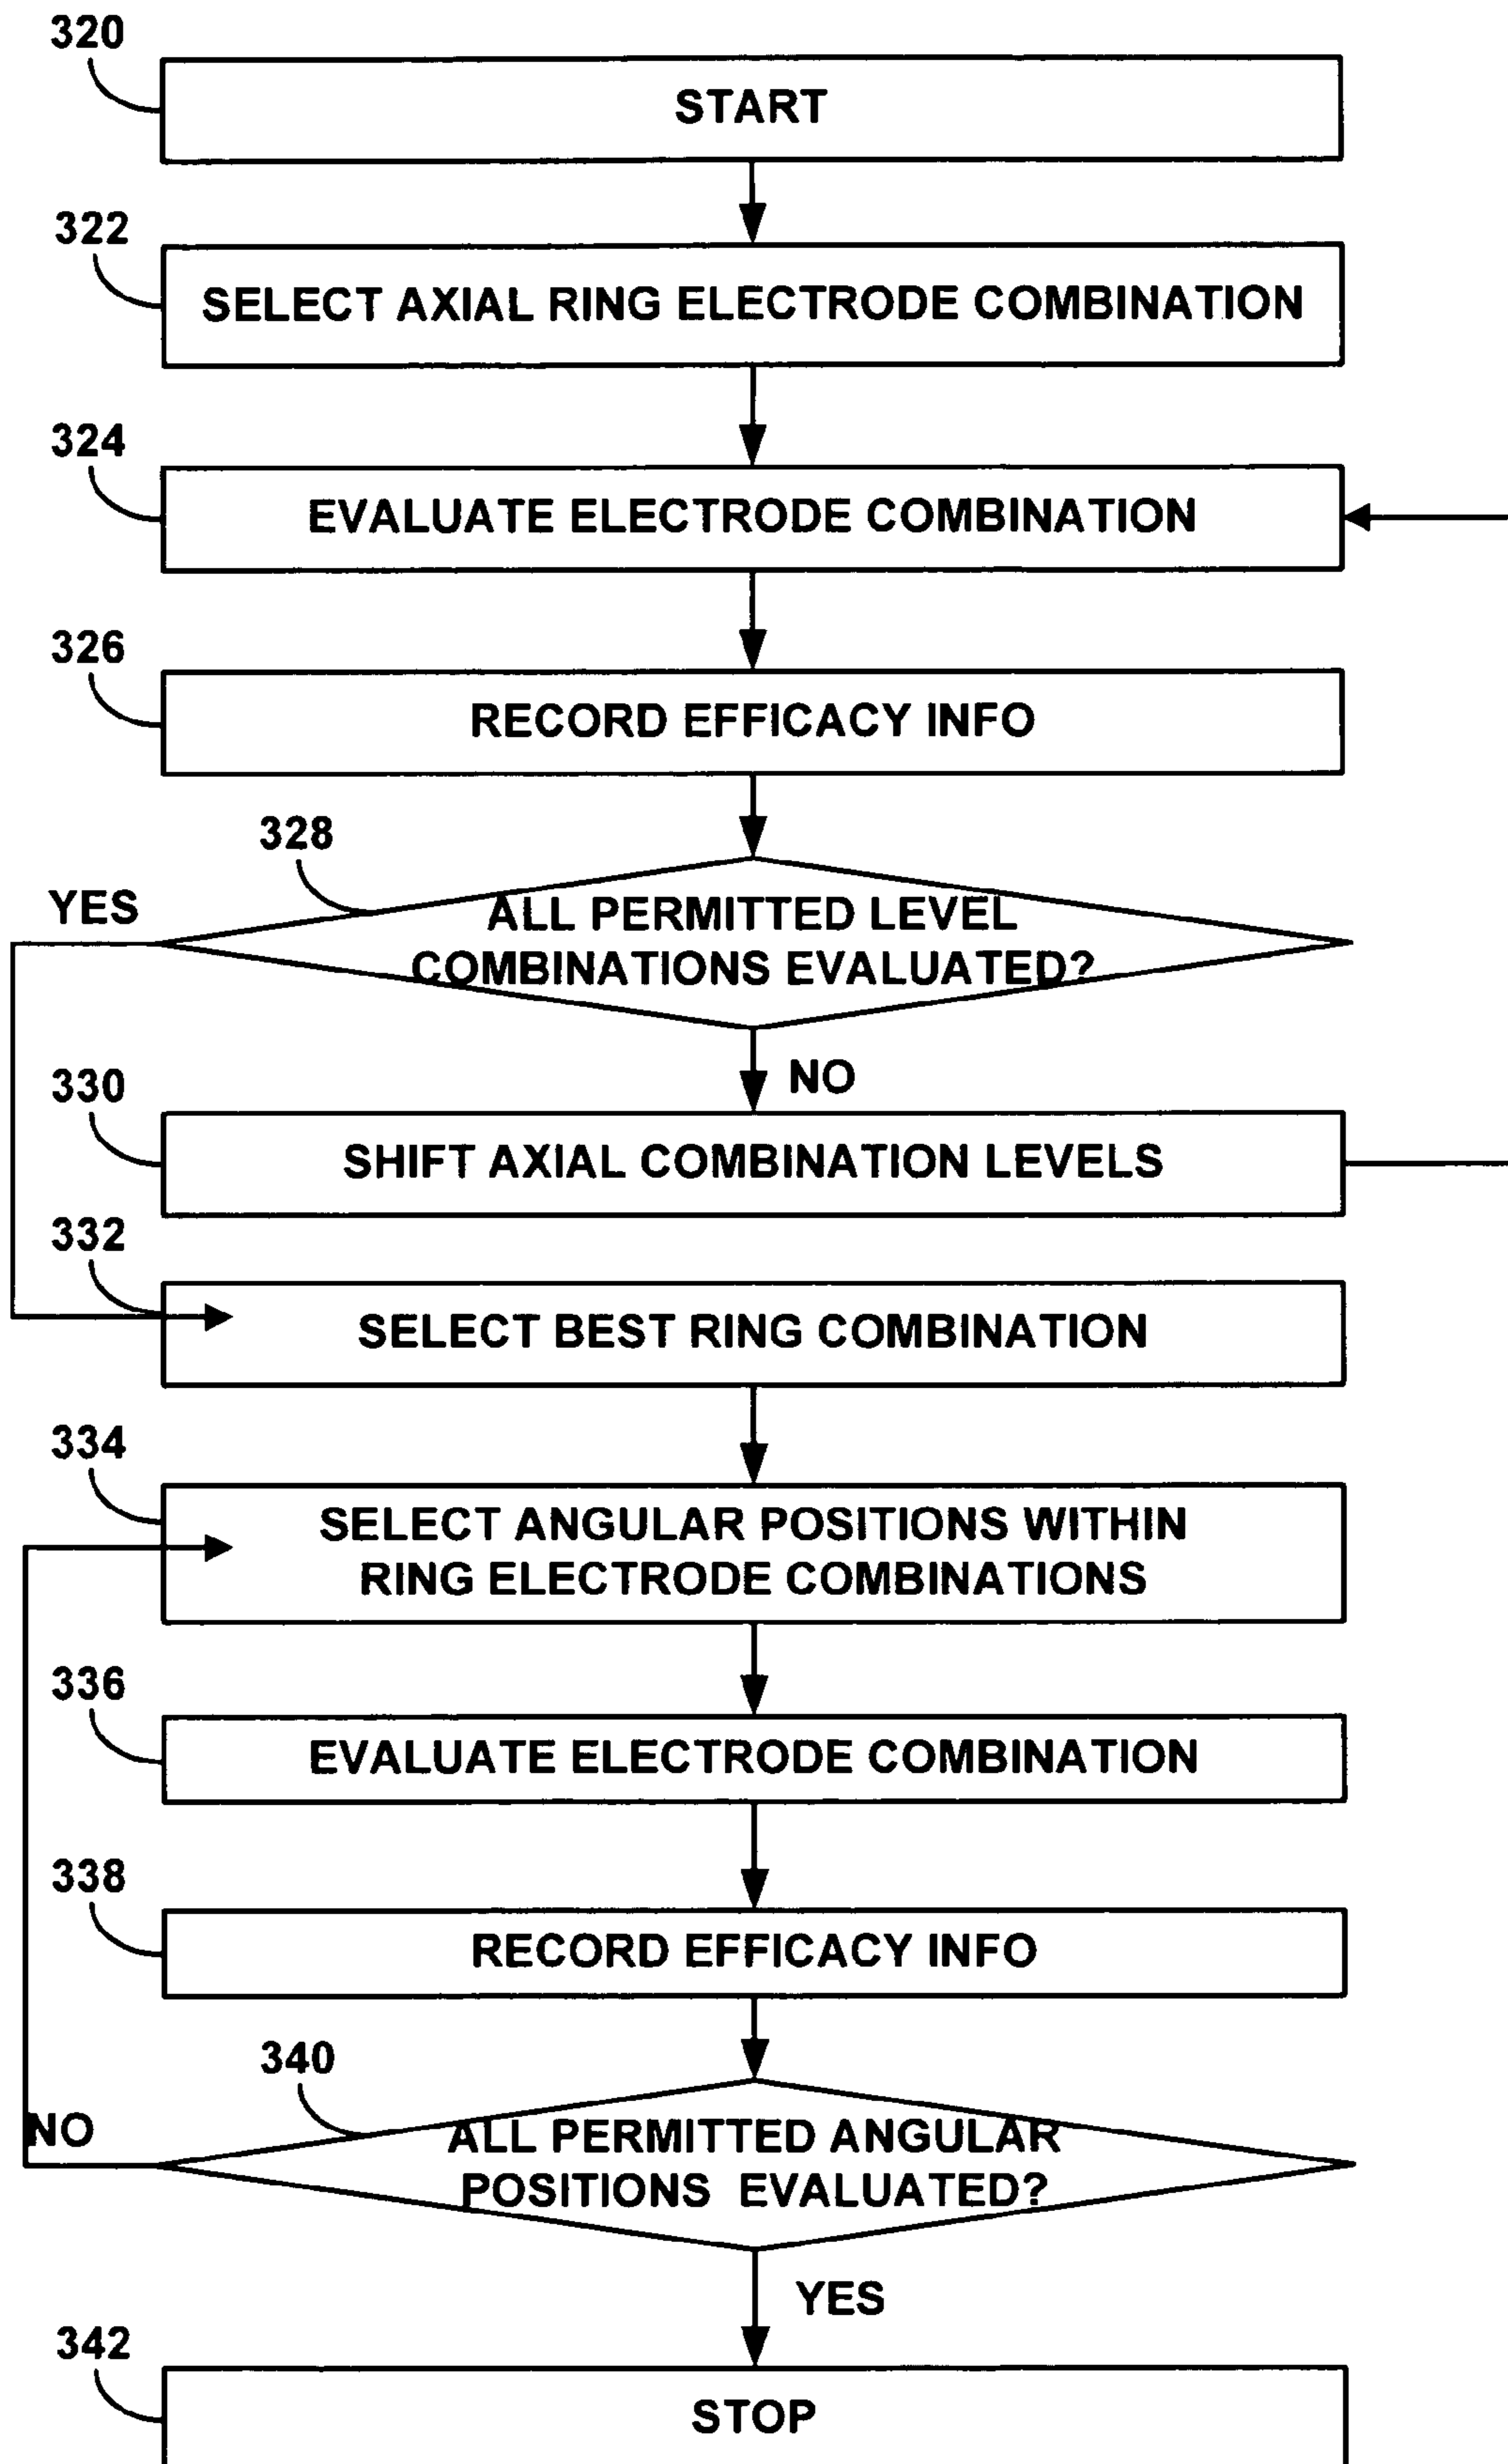 320
START
322
SELECT AXIAL RING ELECTRODE COMBINATION
324
EVALUATE ELECTRODE COMBINATION
326
RECORD EFFICACY INFO
328
YES
ALL PERMITTED LEVEL
COMBINATIONS EVALUATED?
NO
330
SHIFT AXIAL COMBINATION LEVELS
332
SELECT BEST RING COMBINATION
334
SELECT ANGULAR POSITIONS WITHIN
RING ELECTRODE COMBINATIONS
336
EVALUATE ELECTRODE COMBINATION
338
RECORD EFFICACY INFO
340
NO
ALL PERMITTED ANGULAR
POSITIONS EVALUATED?
YES
342
STOP